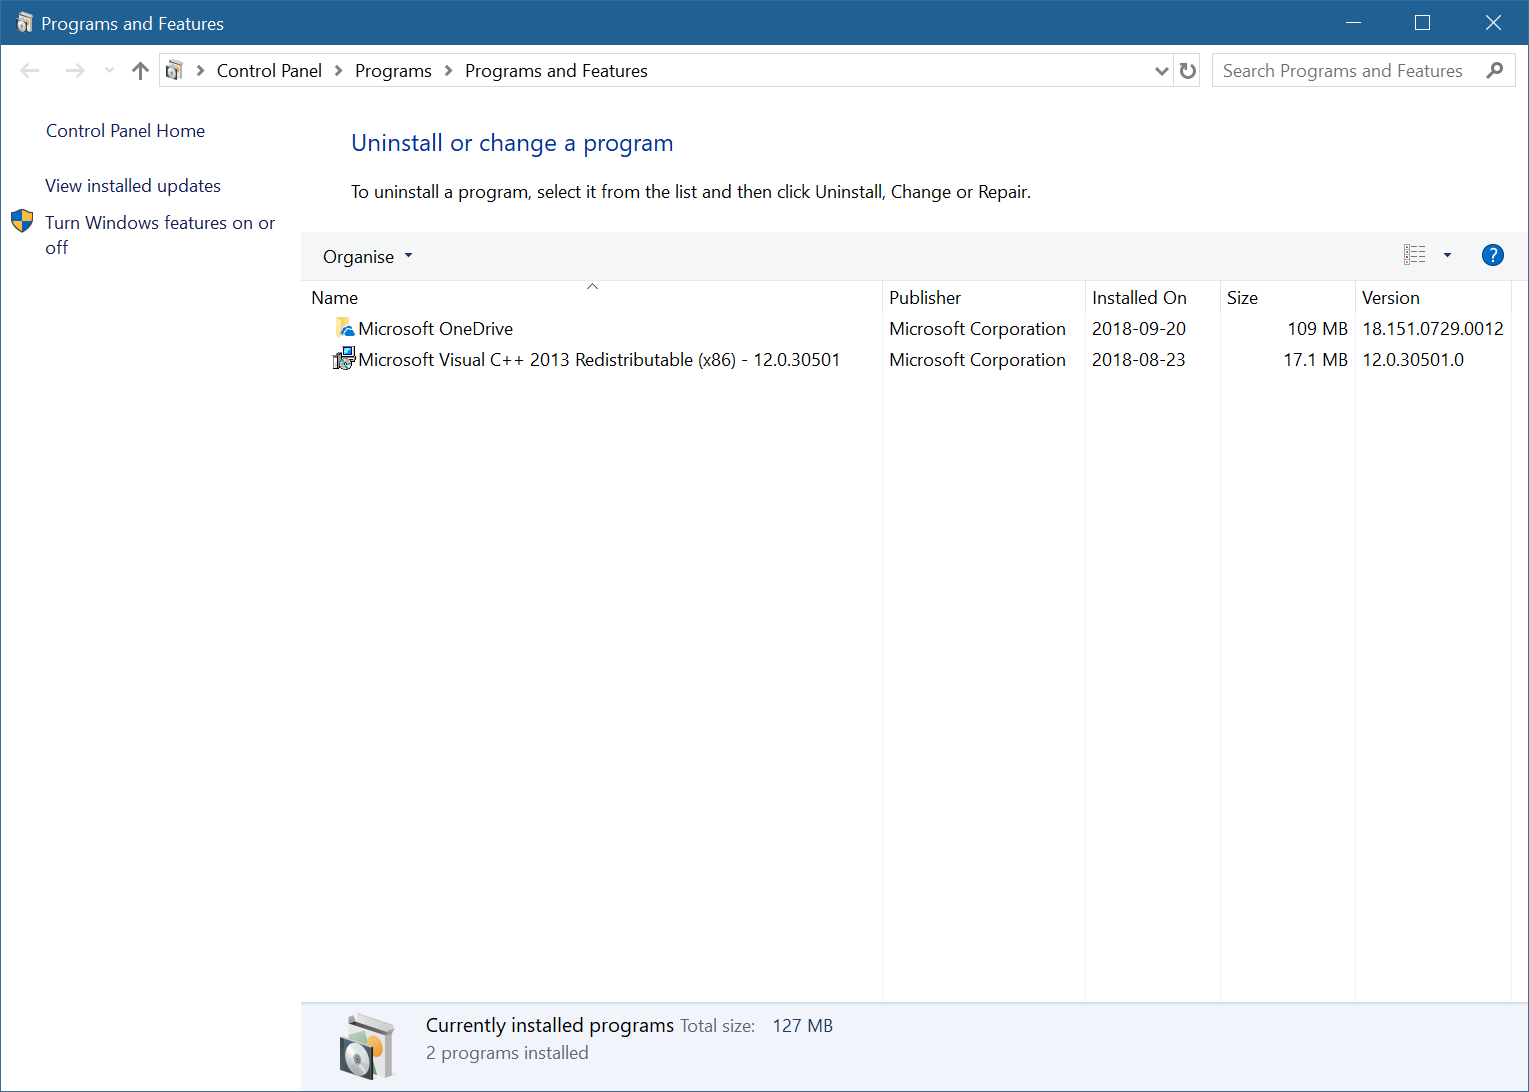 Programs and Features
Control Panel Programs Programs and Features
Search Programs and Features
Control Panel Home
View installed updates
Turn Windows features on or
off
Uninstall or change a program
To uninstall a program, select it from the list and then click Uninstall, Change or Repair.
Organise
?
Name Publisher Installed On Size Version
Microsoft OneDrive Microsoft Corporation 2018-09-20 109 MB 18.151.0729.0012
Microsoft Visual C++ 2013 Redistributable (x86) - 12.0.30501 Microsoft Corporation 2018-08-23 17.1 MB 12.0.30501.0
Currently installed programs Total size: 127 MB
2 programs installed